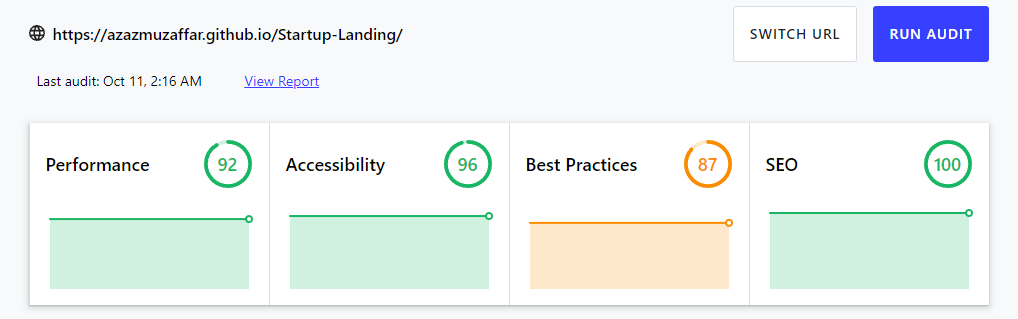 https://azazmuzaffar.github.io/Startup-Landing/
SWITCH URL
RUN AUDIT
Last audit: Oct 11, 2:16 AM
View Report
Performance
92
Accessibility
96
Best Practices
87
SEO
100